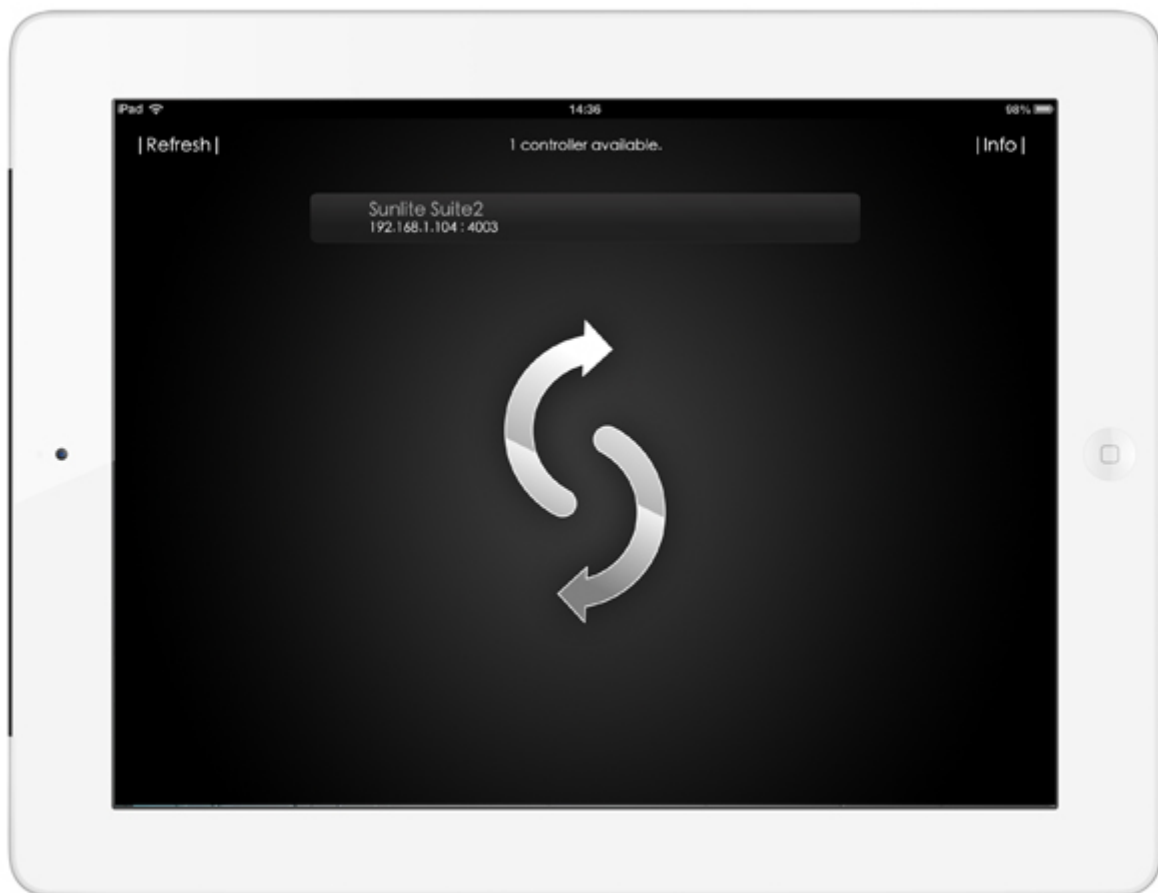 iPad 14:36 98%
|Refresh| 1 controller available. |Info|
Sunlite Suite2
192.168.1.104 : 4003